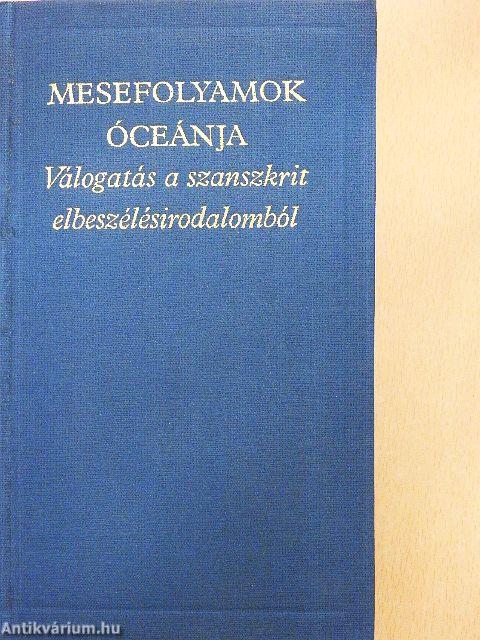 MESEFOLYAMOK
ÓCEÁNJA
Válogatás a szanszkrit
elbeszélésirodalomból
Antikvárium.hu